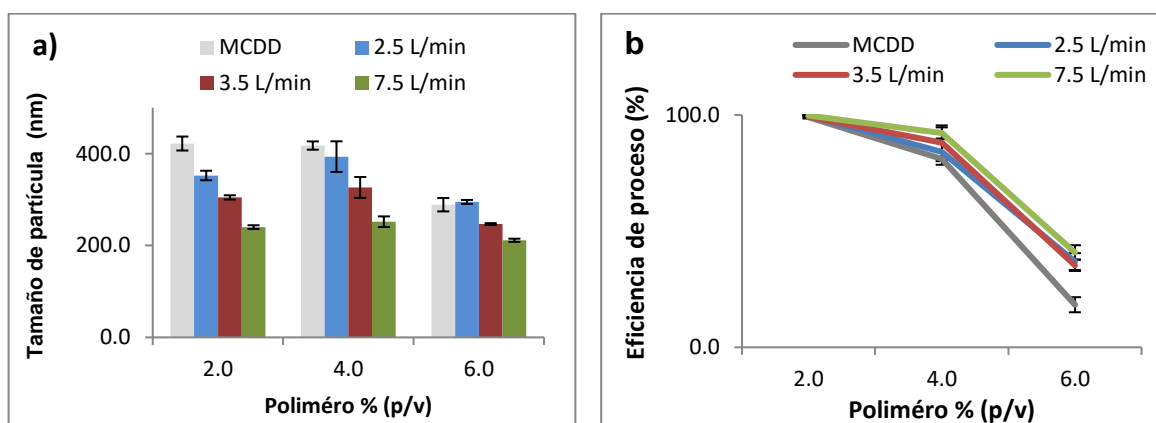 a)
MCDD
2.5 L/min
3.5 L/min
7.5 L/min
Tamaño de partícula (nm)
400.0
200.0
0.0
2.0
4.0
6.0
Poliméro % (p/v)
b
MCDD
2.5 L/min
3.5 L/min
7.5 L/min
Eficiencia de proceso (%)
100.0
0.0
2.0
4.0
6.0
Poliméro % (p/v)